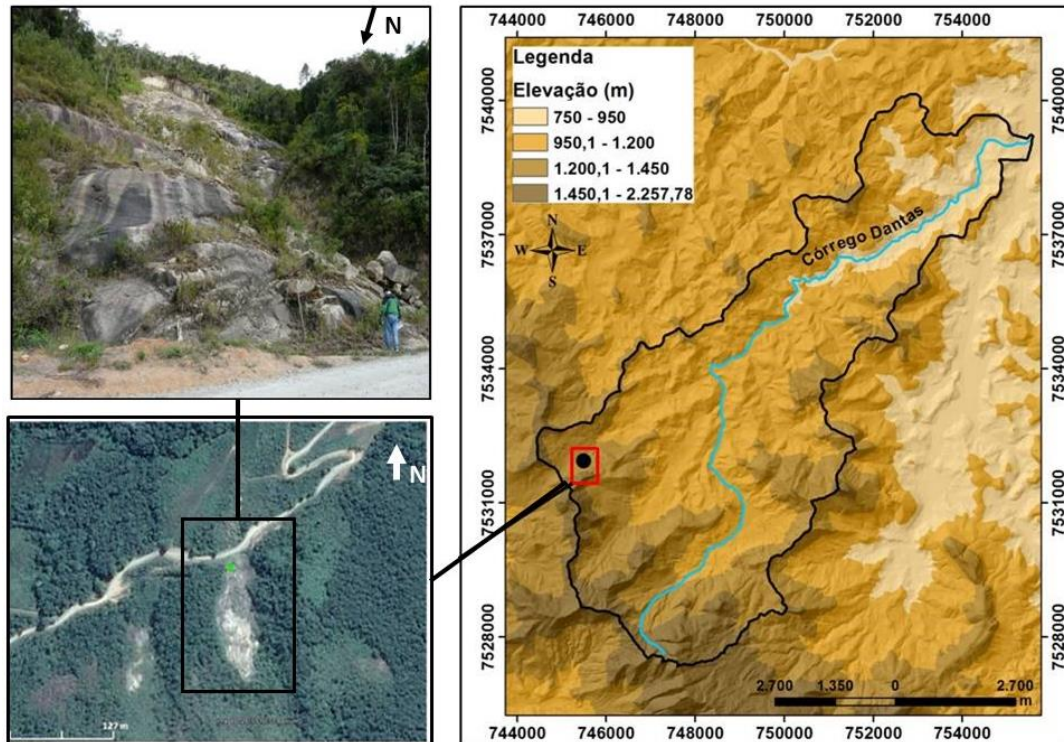 N
N
127 m
744000 746000 748000 750000 752000 754000
Legenda
Elevação (m)
750 - 950
950,1 - 1.200
1.200,1 - 1.450
1.450,1 - 2.257,78
N
W E
S
Córrego Dantas
7540000 7540000
7537000 7537000
7534000 7534000
7531000 7531000
7528000 7528000
2.700 1.350 0 2.700
m
744000 746000 748000 750000 752000 754000